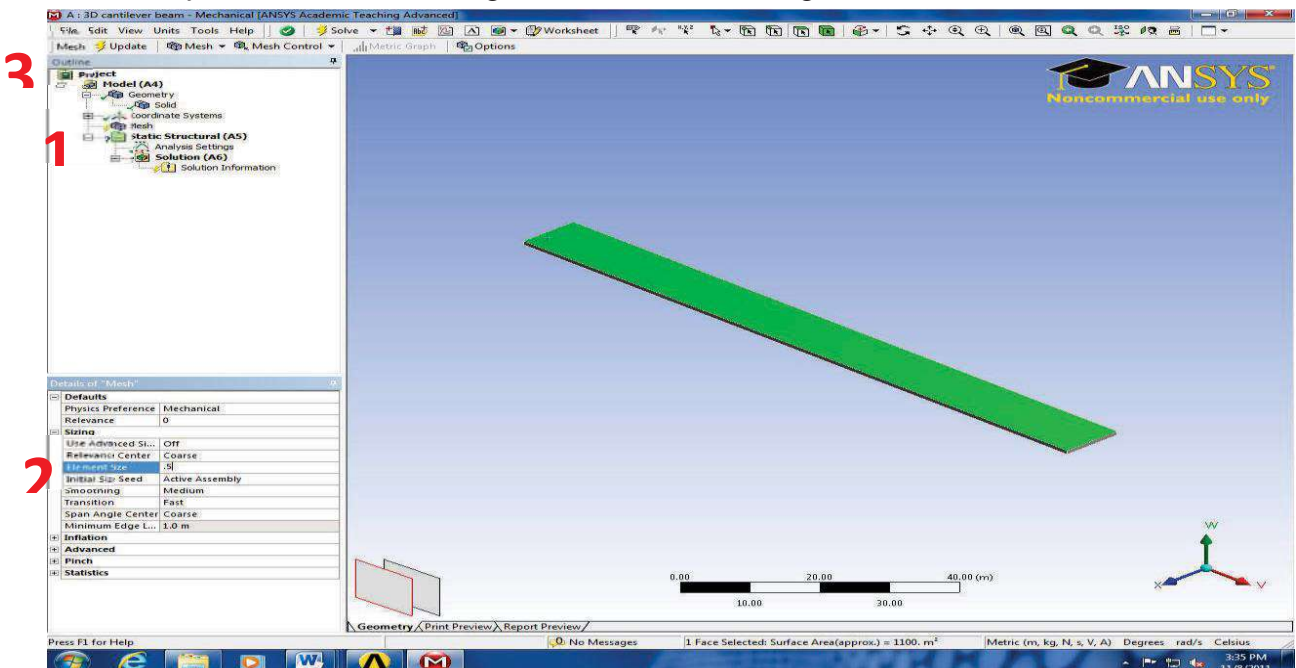 A : 3D cantilever beam - Mechanical [ANSYS Academic Teaching Advanced]
File Edit View Units Tools Help Solve Worksheet
Mesh Update Mesh Mesh Control Metric Graph Options
3
Outline
Project
Model (A4)
Geometry
Solid
Coordinate Systems
Mesh
1
Static Structural (A5)
Analysis Settings
Solution (A6)
Solution Information
ANSYS
Noncommercial use only
Details of "Mesh"
Defaults
Physics Preference Mechanical
Relevance 0
Sizing
Use Advanced Si... Off
Relevance Center Coarse
2
Element Size .5
Initial Size Seed Active Assembly
Smoothing Medium
Transition Fast
Span Angle Center Coarse
Minimum Edge L... 1.0 m
Inflation
Advanced
Pinch
Statistics
W
X V
0.00 20.00 40.00 (m)
10.00 30.00
Geometry Print Preview Report Preview
Press F1 for Help 0 No Messages 1 Face Selected: Surface Area(approx.) = 1100. m² Metric (m, kg, N, s, V, A) Degrees rad/s Celsius
3:35 PM